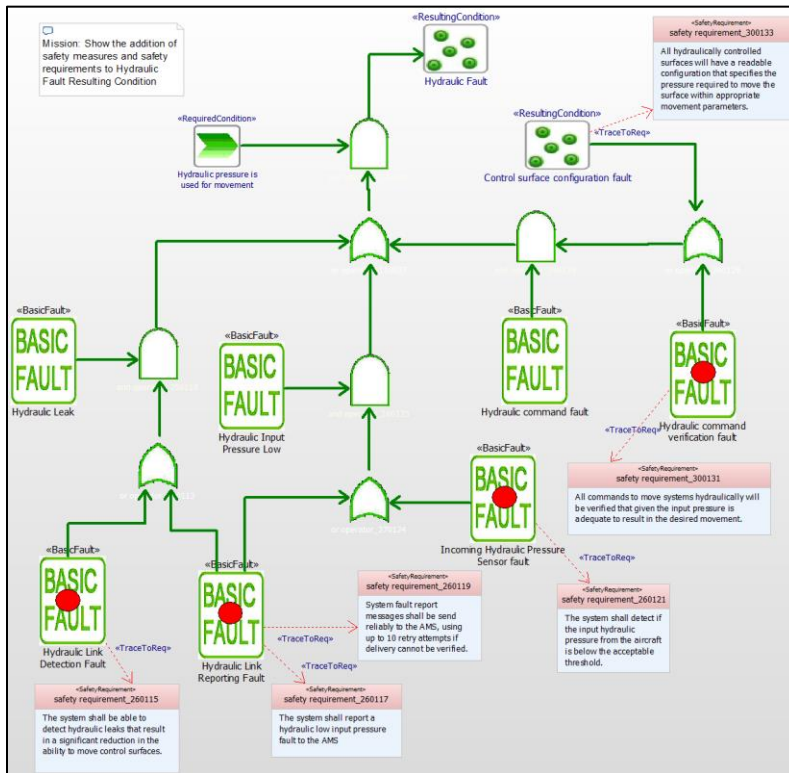 Mission: Show the addition of
safety measures and safety
requirements to Hydraulic
Fault Resulting Condition
«ResultingCondition»
Hydraulic Fault
«SafetyRequirement»
safety requirement_300133
All hydraulically controlled
surfaces will have a readable
configuration that specifies the
pressure required to move the
surface within appropriate
movement parameters.
«RequiredCondition»
Hydraulic pressure is
used for movement
«ResultingCondition»
«TraceToReq»
Control surface configuration fault
«BasicFault»
BASIC
FAULT
Hydraulic Leak
«BasicFault»
BASIC
FAULT
Hydraulic Input
Pressure Low
«BasicFault»
BASIC
FAULT
Hydraulic command fault
«BasicFault»
BASIC
FAULT
Hydraulic command
verification fault
«TraceToReq»
«SafetyRequirement»
safety requirement_300131
All commands to move systems hydraulically will
be verified that given the input pressure is
adequate to result in the desired movement.
«BasicFault»
BASIC
FAULT
Incoming Hydraulic Pressure
Sensor fault
«TraceToReq»
«SafetyRequirement»
safety requirement_260121
The system shall detect if
the input hydraulic
pressure from the aircraft
is below the acceptable
threshold.
«BasicFault»
BASIC
FAULT
Hydraulic Link
Detection Fault
«TraceToReq»
«SafetyRequirement»
safety requirement_260115
The system shall be able to
detect hydraulic leaks that result
in a significant reduction in the
ability to move control surfaces.
«BasicFault»
BASIC
FAULT
Hydraulic Link
Reporting Fault
«TraceToReq»
«SafetyRequirement»
safety requirement_260119
System fault report
messages shall be send
reliably to the AMS, using
up to 10 retry attempts if
delivery cannot be verified.
«TraceToReq»
«SafetyRequirement»
safety requirement_260117
The system shall report a
hydraulic low input pressure
fault to the AMS